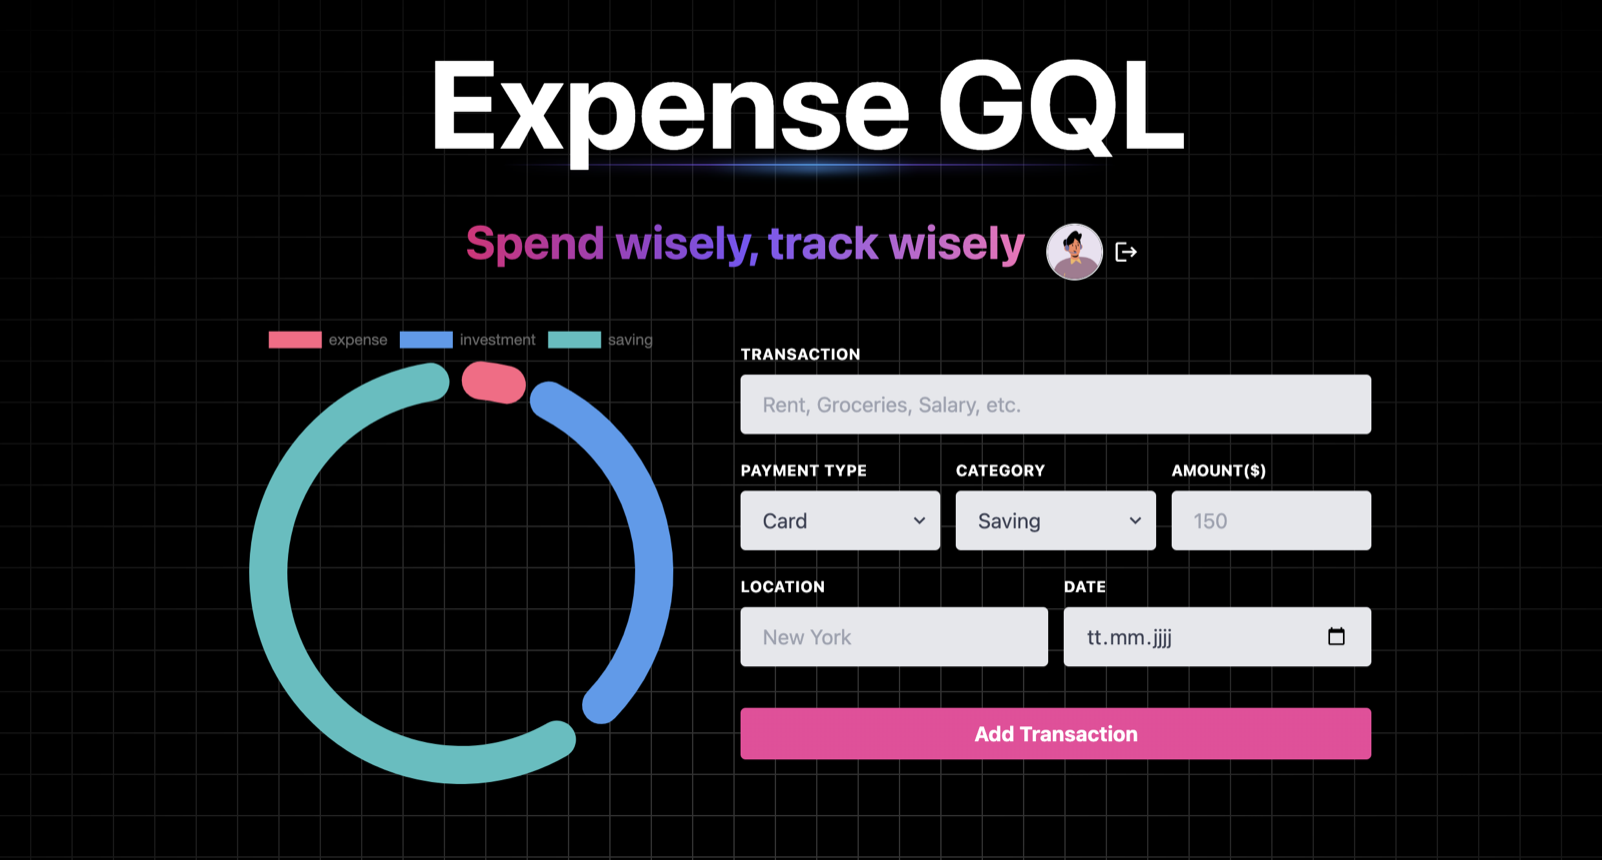 Expense GQL
Spend wisely, track wisely
expense investment saving
TRANSACTION
Rent, Groceries, Salary, etc.
PAYMENT TYPE CATEGORY AMOUNT($)
Card Saving 150
LOCATION DATE
New York tt.mm.jjjj
Add Transaction